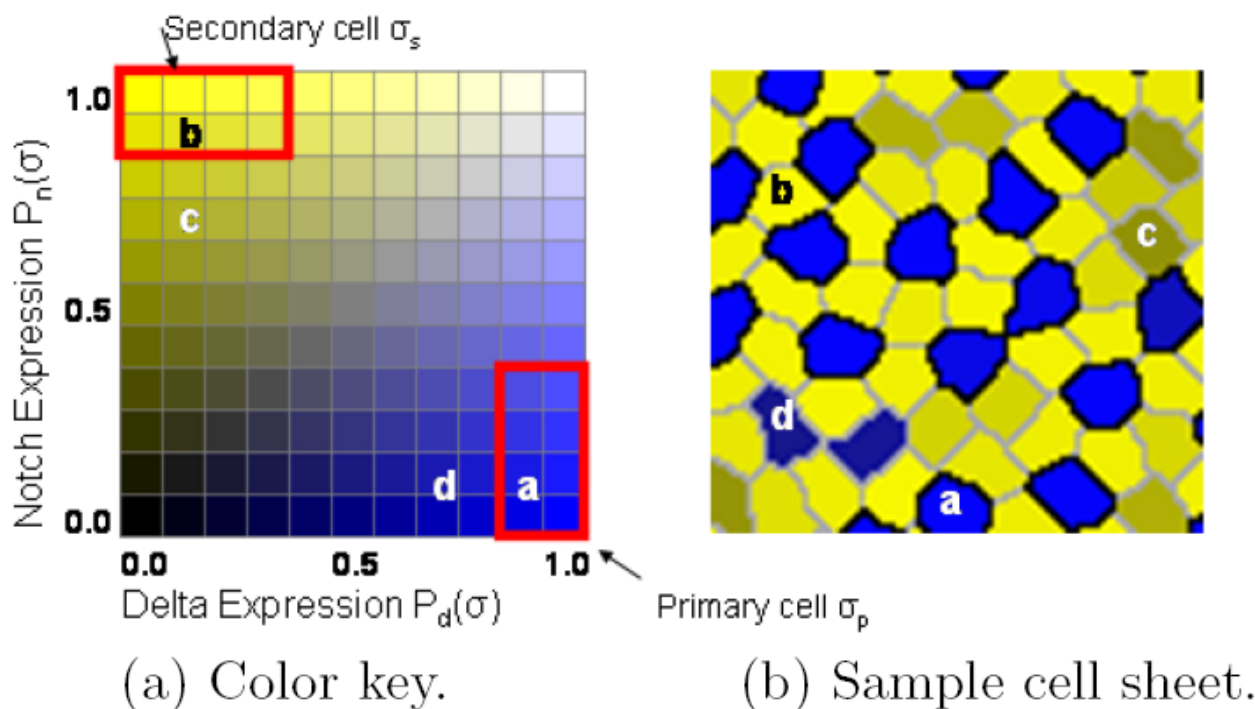 Secondary cell σs
1.0
b
c
0.5
d
a
0.0
0.0
0.5
1.0
Notch Expression Pn(σ)
Delta Expression Pd(σ)
Primary cell σp
b
c
d
a
(a) Color key.
(b) Sample cell sheet.